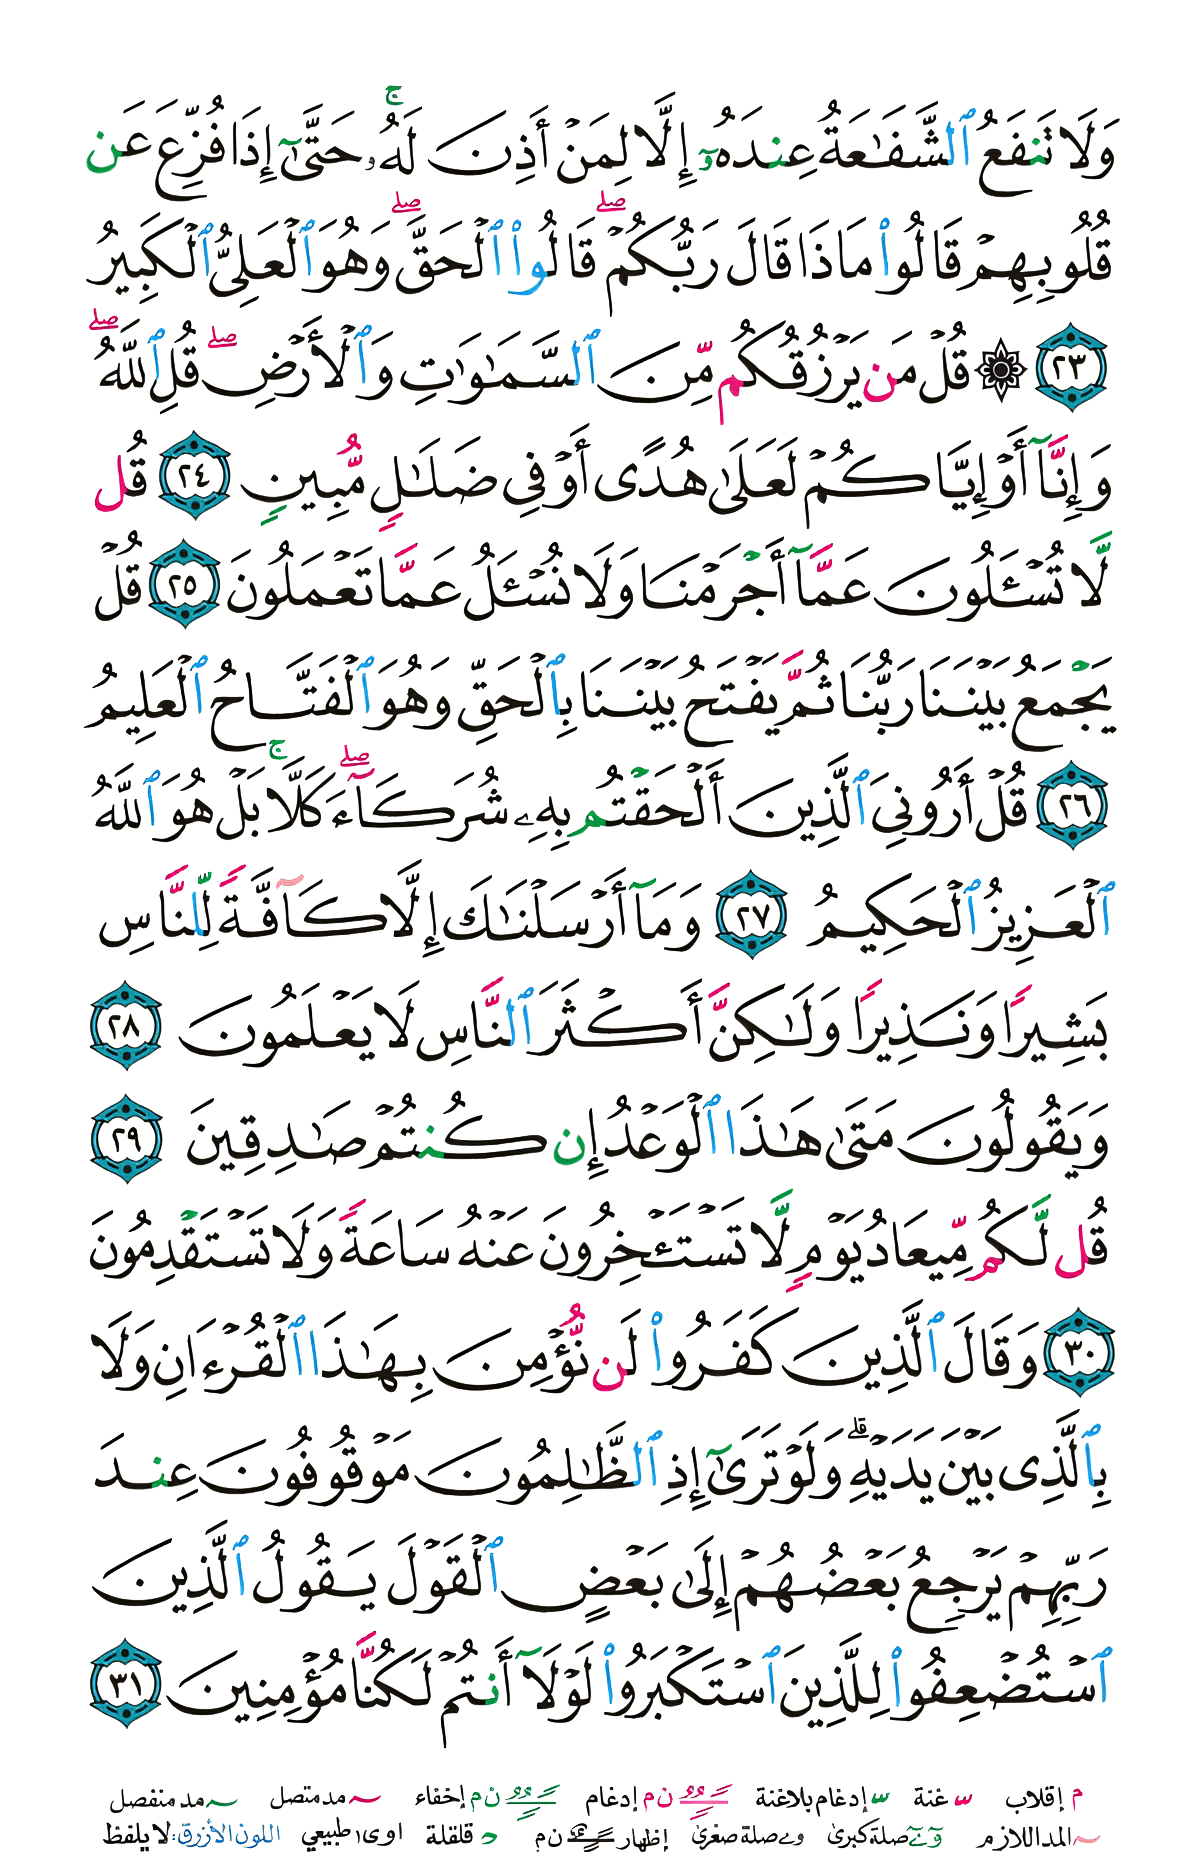 وَلَا تَنفَعُ ٱلشَّفَٰعَةُ عِندَهُۥٓ إِلَّا لِمَنْ أَذِنَ لَهُۥ ۚ حَتَّىٰٓ إِذَا فُزِّعَ عَن
قُلُوبِهِمْ قَالُوا۟ مَاذَا قَالَ رَبُّكُمْ ۖ قَالُوا۟ ٱلْحَقَّ ۖ وَهُوَ ٱلْعَلِىُّ ٱلْكَبِيرُ
٢٣ ۞ قُلْ مَن يَرْزُقُكُم مِّنَ ٱلسَّمَٰوَٰتِ وَٱلْأَرْضِ ۖ قُلِ ٱللَّهُ ۖ
وَإِنَّآ أَوْ إِيَّاكُمْ لَعَلَىٰ هُدًى أَوْ فِى ضَلَٰلٍ مُّبِينٍ ٢٤ قُل
لَّا تُسْـَٔلُونَ عَمَّآ أَجْرَمْنَا وَلَا نُسْـَٔلُ عَمَّا تَعْمَلُونَ ٢٥ قُلْ
يَجْمَعُ بَيْنَنَا رَبُّنَا ثُمَّ يَفْتَحُ بَيْنَنَا بِٱلْحَقِّ وَهُوَ ٱلْفَتَّاحُ ٱلْعَلِيمُ
٢٦ قُلْ أَرُونِىَ ٱلَّذِينَ أَلْحَقْتُم بِهِۦ شُرَكَآءَ ۖ كَلَّا ۚ بَلْ هُوَ ٱللَّهُ
ٱلْعَزِيزُ ٱلْحَكِيمُ ٢٧ وَمَآ أَرْسَلْنَٰكَ إِلَّا كَآفَّةً لِّلنَّاسِ
بَشِيرًا وَنَذِيرًا وَلَٰكِنَّ أَكْثَرَ ٱلنَّاسِ لَا يَعْلَمُونَ ٢٨
وَيَقُولُونَ مَتَىٰ هَٰذَا ٱلْوَعْدُ إِن كُنتُمْ صَٰدِقِينَ ٢٩
قُل لَّكُم مِّيعَادُ يَوْمٍ لَّا تَسْتَـْٔخِرُونَ عَنْهُ سَاعَةً وَلَا تَسْتَقْدِمُونَ
٣٠ وَقَالَ ٱلَّذِينَ كَفَرُوا۟ لَن نُّؤْمِنَ بِهَٰذَا ٱلْقُرْءَانِ وَلَا
بِٱلَّذِى بَيْنَ يَدَيْهِ ۗ وَلَوْ تَرَىٰٓ إِذِ ٱلظَّٰلِمُونَ مَوْقُوفُونَ عِندَ
رَبِّهِمْ يَرْجِعُ بَعْضُهُمْ إِلَىٰ بَعْضٍ ٱلْقَوْلَ يَقُولُ ٱلَّذِينَ
ٱسْتُضْعِفُوا۟ لِلَّذِينَ ٱسْتَكْبَرُوا۟ لَوْلَآ أَنتُمْ لَكُنَّا مُؤْمِنِينَ ٣١
م إقلاب غنة إدغام بلاغنة ن م إدغام ن م إخفاء مد متصل مد منفصل
المد اللازم صلة كبرى و ے صلة صغرى إظهار ن م قلقلة ا و ى طبيعي اللون الأزرق: لا يلفظ